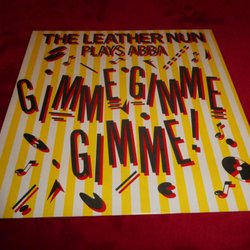 THE LEATHER NUN
PLAYS ABBA
GIMME GIMME
GIMME!